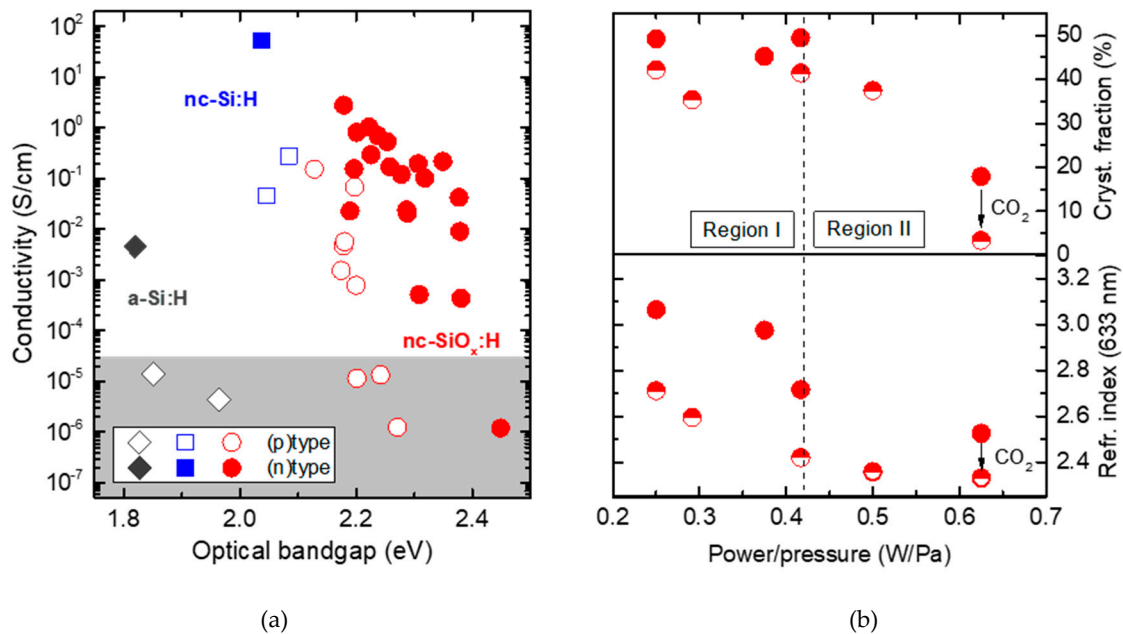 10²
10¹
10⁰
10⁻¹
10⁻²
10⁻³
10⁻⁴
10⁻⁵
10⁻⁶
10⁻⁷
Conductivity (S/cm)
nc-Si:H
a-Si:H
nc-SiOₓ:H
(p)type
(n)type
1.8 2.0 2.2 2.4
Optical bandgap (eV)
(a)
50
40
30
20
10
0
Cryst. fraction (%)
CO₂
Region I
Region II
3.2
3.0
2.8
2.6
2.4
Refr. index (633 nm)
CO₂
0.2 0.3 0.4 0.5 0.6 0.7
Power/pressure (W/Pa)
(b)